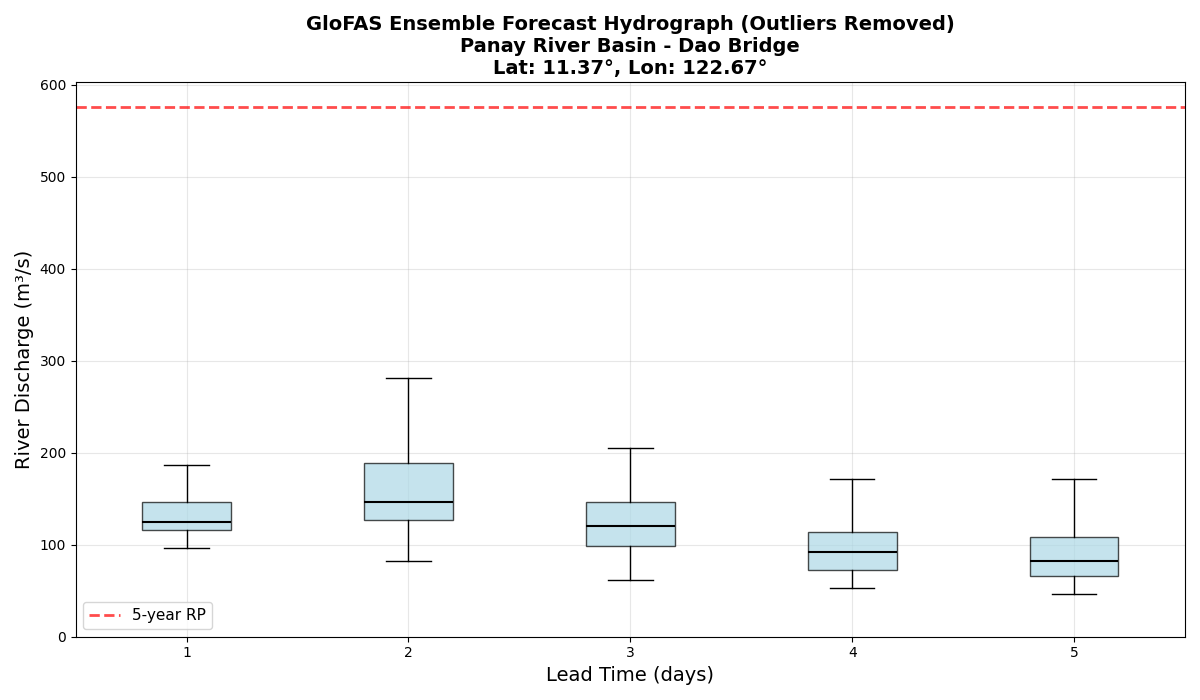 GloFAS Ensemble Forecast Hydrograph (Outliers Removed)
Panay River Basin - Dao Bridge
Lat: 11.37°, Lon: 122.67°
River Discharge (m³/s)
600
500
400
300
200
100
0
5-year RP
1 2 3 4 5
Lead Time (days)